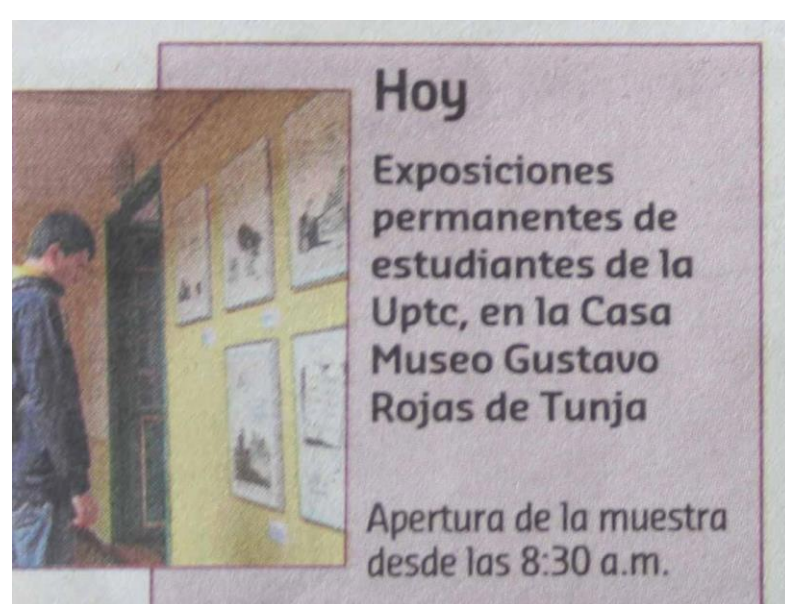 Hoy
Exposiciones
permanentes de
estudiantes de la
Uptc, en la Casa
Museo Gustavo
Rojas de Tunja
Apertura de la muestra
desde las 8:30 a.m.